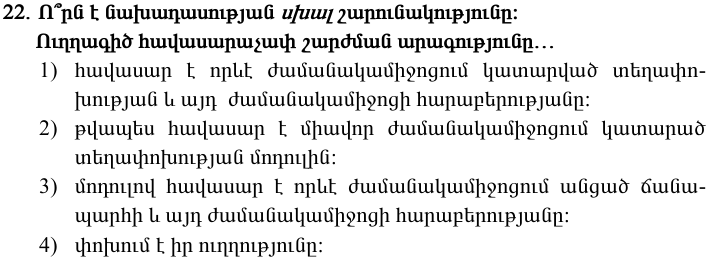 22. Ո՞րն է նախադասության սխալ շարունակությունը:
Ուղղագիծ հավասարաչափ շարժման արագությունը…
1) հավասար է որևէ ժամանակամիջոցում կատարված տեղափո-
խության և այդ ժամանակամիջոցի հարաբերությանը:
2) թվապես հավասար է միավոր ժամանակամիջոցում կատարած
տեղափոխության մոդուլին:
3) մոդուլով հավասար է որևէ ժամանակամիջոցում անցած ճանա-
պարհի և այդ ժամանակամիջոցի հարաբերությանը:
4) փոխում է իր ուղղությունը: